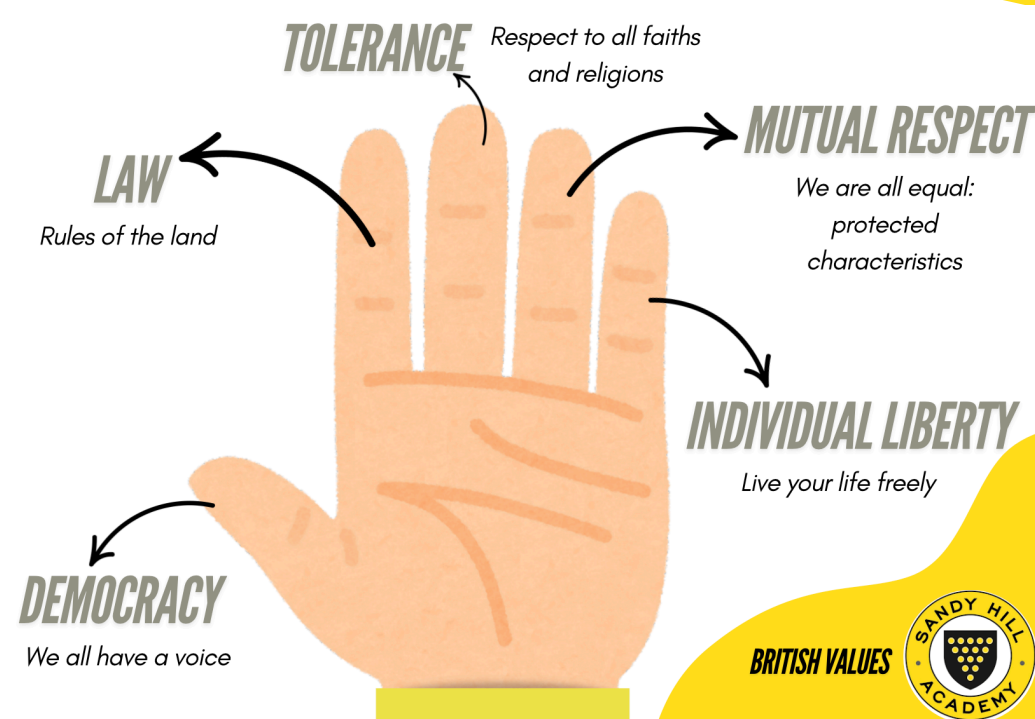 TOLERANCE
Respect to all faiths
and religions
LAW
Rules of the land
MUTUAL RESPECT
We are all equal:
protected
characteristics
INDIVIDUAL LIBERTY
Live your life freely
DEMOCRACY
We all have a voice
BRITISH VALUES
SANDY HILL
ACADEMY